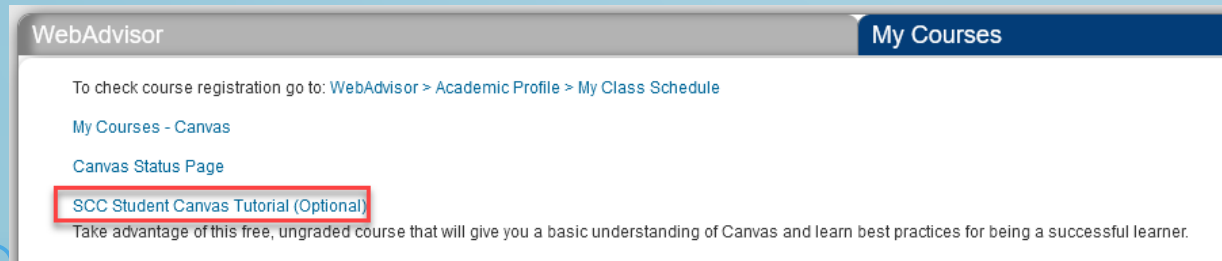 WebAdvisor
My Courses
To check course registration go to: WebAdvisor > Academic Profile > My Class Schedule
My Courses - Canvas
Canvas Status Page
SCC Student Canvas Tutorial (Optional)
Take advantage of this free, ungraded course that will give you a basic understanding of Canvas and learn best practices for being a successful learner.